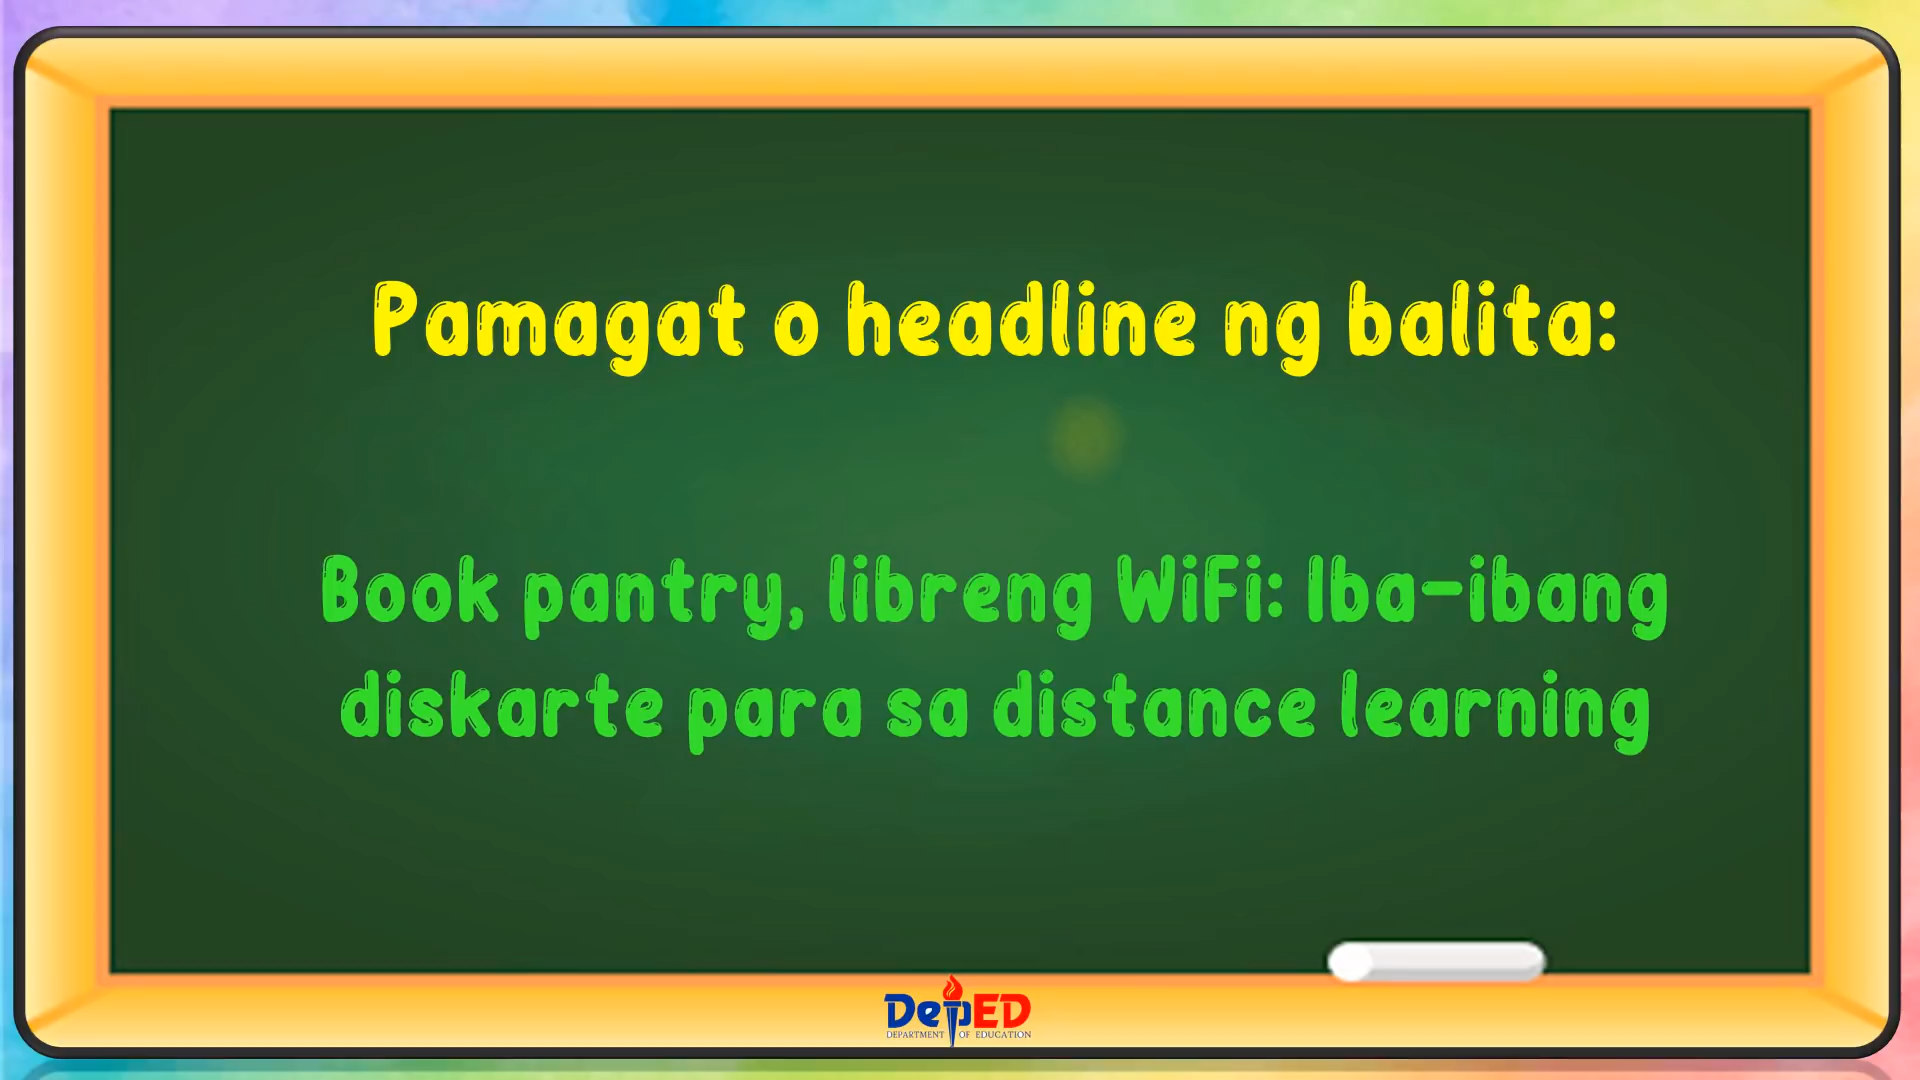 Pamagat o headline ng balita:
Book pantry, libreng WiFi: Iba-ibang
diskarte para sa distance learning
DepED
DEPARTMENT OF EDUCATION